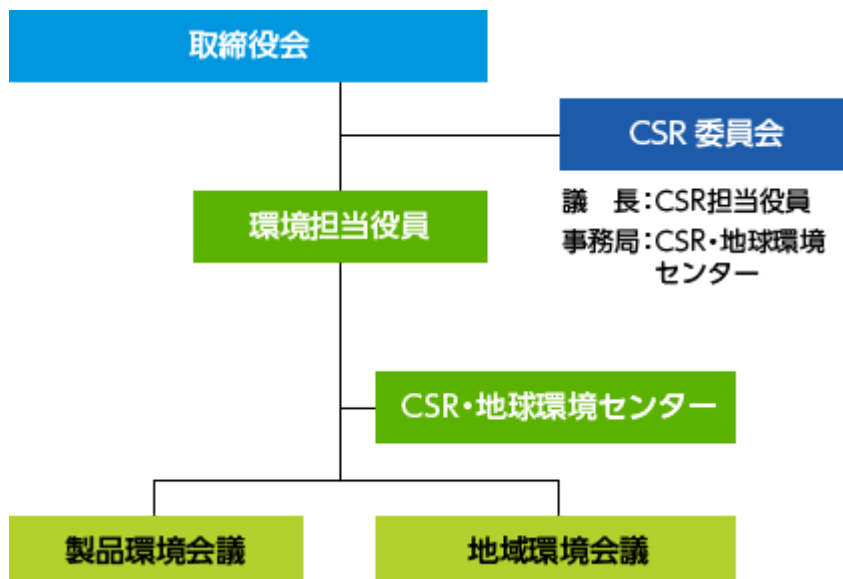 取締役会
CSR 委員会
議　長：CSR担当役員
事務局：CSR・地球環境
センター
環境担当役員
CSR・地球環境センター
製品環境会議
地域環境会議